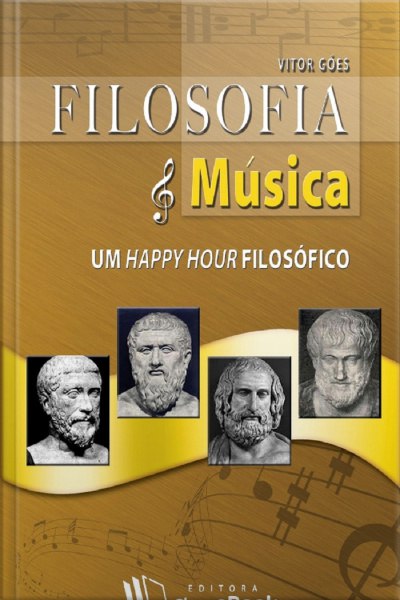 VITOR GÓES
FILOSOFIA
Música
UM HAPPY HOUR FILOSÓFICO
EDITORA